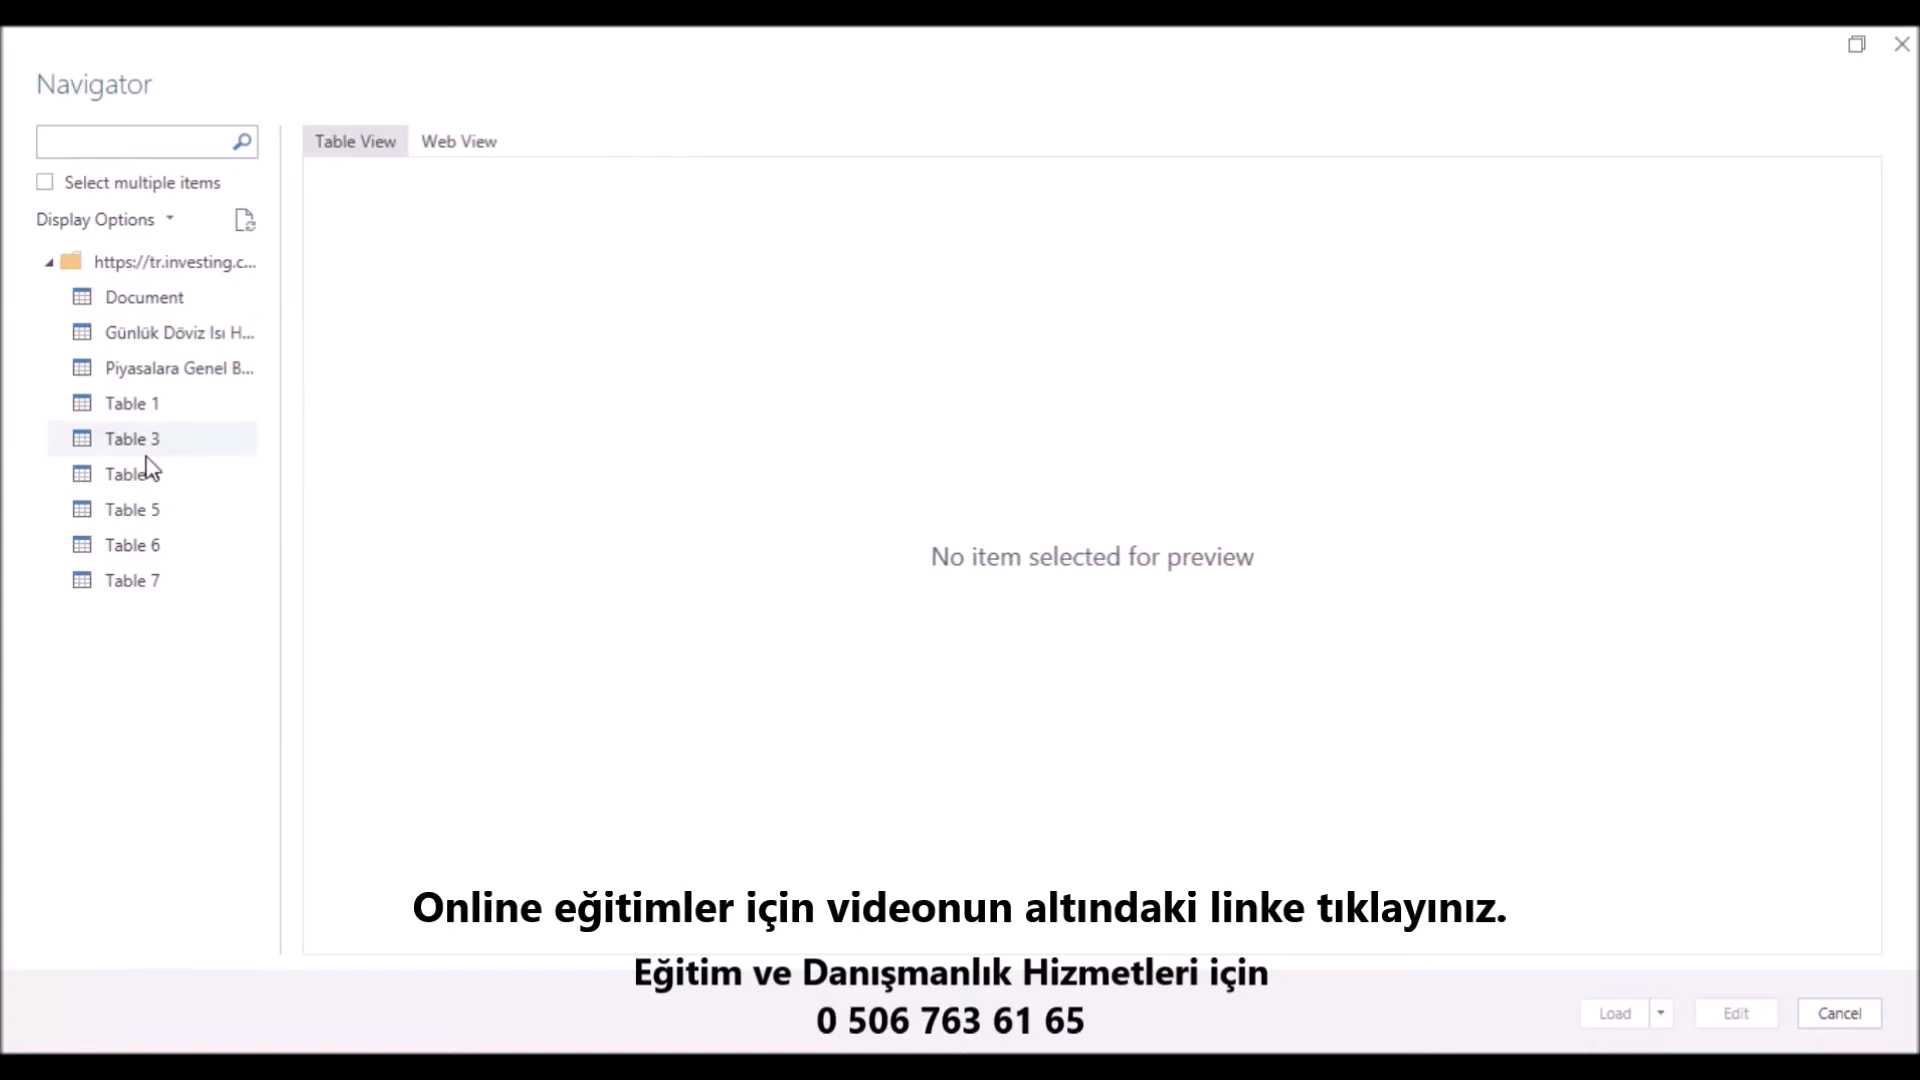 Navigator
Select multiple items
Display Options
https://tr.investing.c...
Document
Günlük Döviz Isı H...
Piyasalara Genel B...
Table 1
Table 3
Table
Table 5
Table 6
Table 7
Table View
Web View
No item selected for preview
Online eğitimler için videonun altındaki linke tıklayınız.
Eğitim ve Danışmanlık Hizmetleri için
0 506 763 61 65
Load
Edit
Cancel